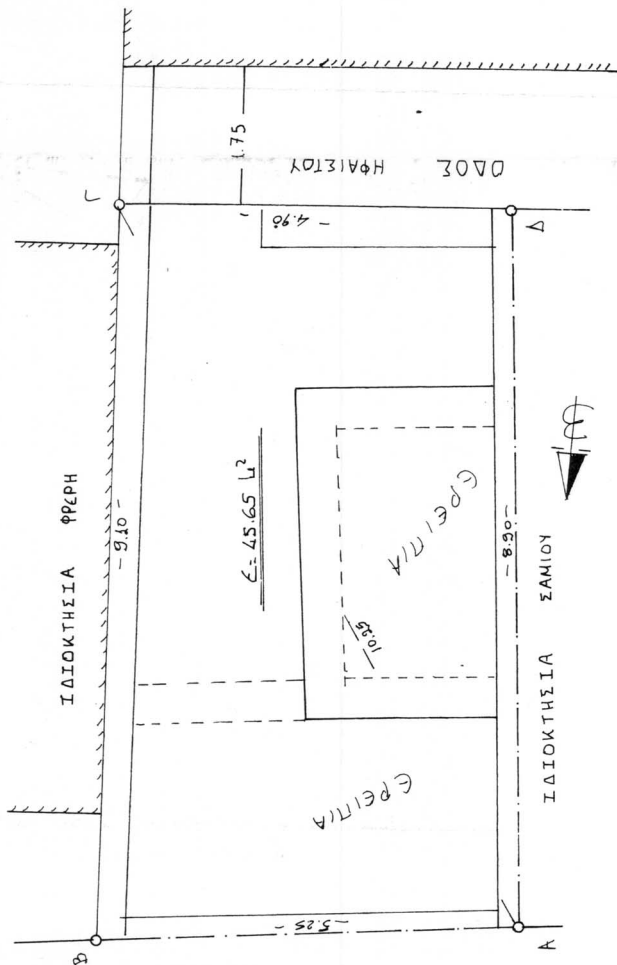 Γ
1.75
ΟΔΟΣ ΗΦΑΙΣΤΟΥ
-4.90-
Δ
ΙΔΙΟΚΤΗΣΙΑ ΦΡΕΡΗ
-9.10-
Ε=45.65 μ²
ΕΡΕΙΠΙΑ
10.25
-8.90-
ΙΔΙΟΚΤΗΣΙΑ ΣΑΜΙΟΥ
ΕΡΕΙΠΙΑ
-5.25-
Β
Α